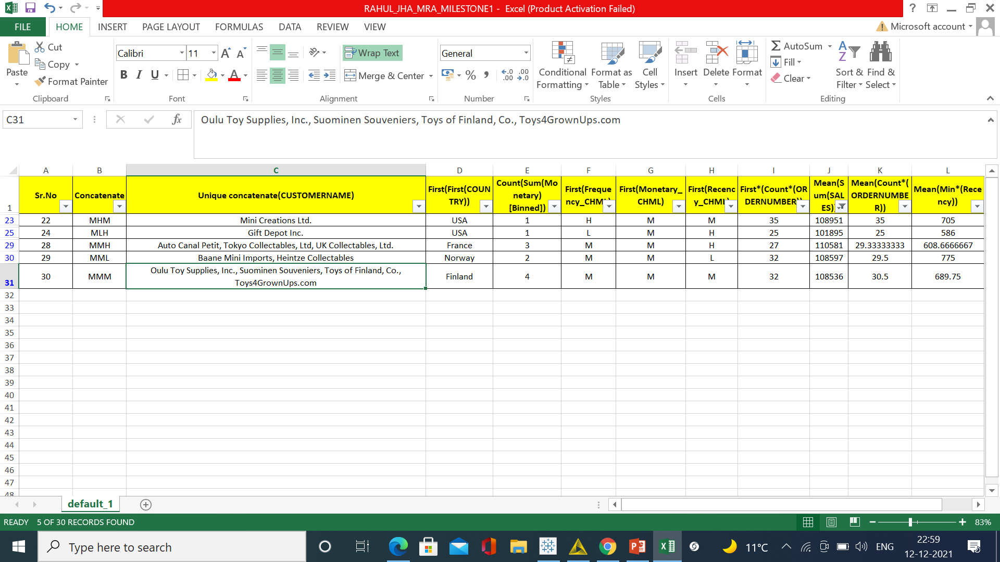 RAHUL_JHA_MRA_MILESTONE1 - Excel (Product Activation Failed)
FILE HOME INSERT PAGE LAYOUT FORMULAS DATA REVIEW VIEW Microsoft account
Paste Cut Copy Format Painter Clipboard
Calibri 11 B I U A Font
Wrap Text Merge & Center Alignment
General % Number
Conditional Formatting Format as Table Cell Styles Styles
Insert Delete Format Cells
AutoSum Fill Clear Sort & Filter Find & Select Editing
C31 fx Oulu Toy Supplies, Inc., Suominen Souveniers, Toys of Finland, Co., Toys4GrownUps.com
A B C D E F G H I J K L
1 Sr.No Concatenate Unique concatenate(CUSTOMERNAME) First(First(COUNTRY)) Count(Sum(Monetary) [Binned]) First(Frequency_CHML) First(Monetary_CHML) First(Recency_CHML) First*(Count*(ORDERNUMBER)) Mean(Sum(SALES)) Mean(Count*(ORDERNUMBER)) Mean(Min*(Recency))
23 22 MHM Mini Creations Ltd. USA 1 H M M 35 108951 35 705
25 24 MLH Gift Depot Inc. USA 1 L M H 25 101895 25 586
29 28 MMH Auto Canal Petit, Tokyo Collectables, Ltd, UK Collectables, Ltd. France 3 M M H 27 110581 29.33333333 608.6666667
30 29 MML Baane Mini Imports, Heintze Collectables Norway 2 M M L 32 108597 29.5 775
31 30 MMM Oulu Toy Supplies, Inc., Suominen Souveniers, Toys of Finland, Co., Toys4GrownUps.com Finland 4 M M M 32 108536 30.5 689.75
32
33
34
35
36
37
38
39
40
41
42
43
44
45
46
47
48
default_1
READY 5 OF 30 RECORDS FOUND 83%
Type here to search 11°C ENG 22:59
12-12-2021